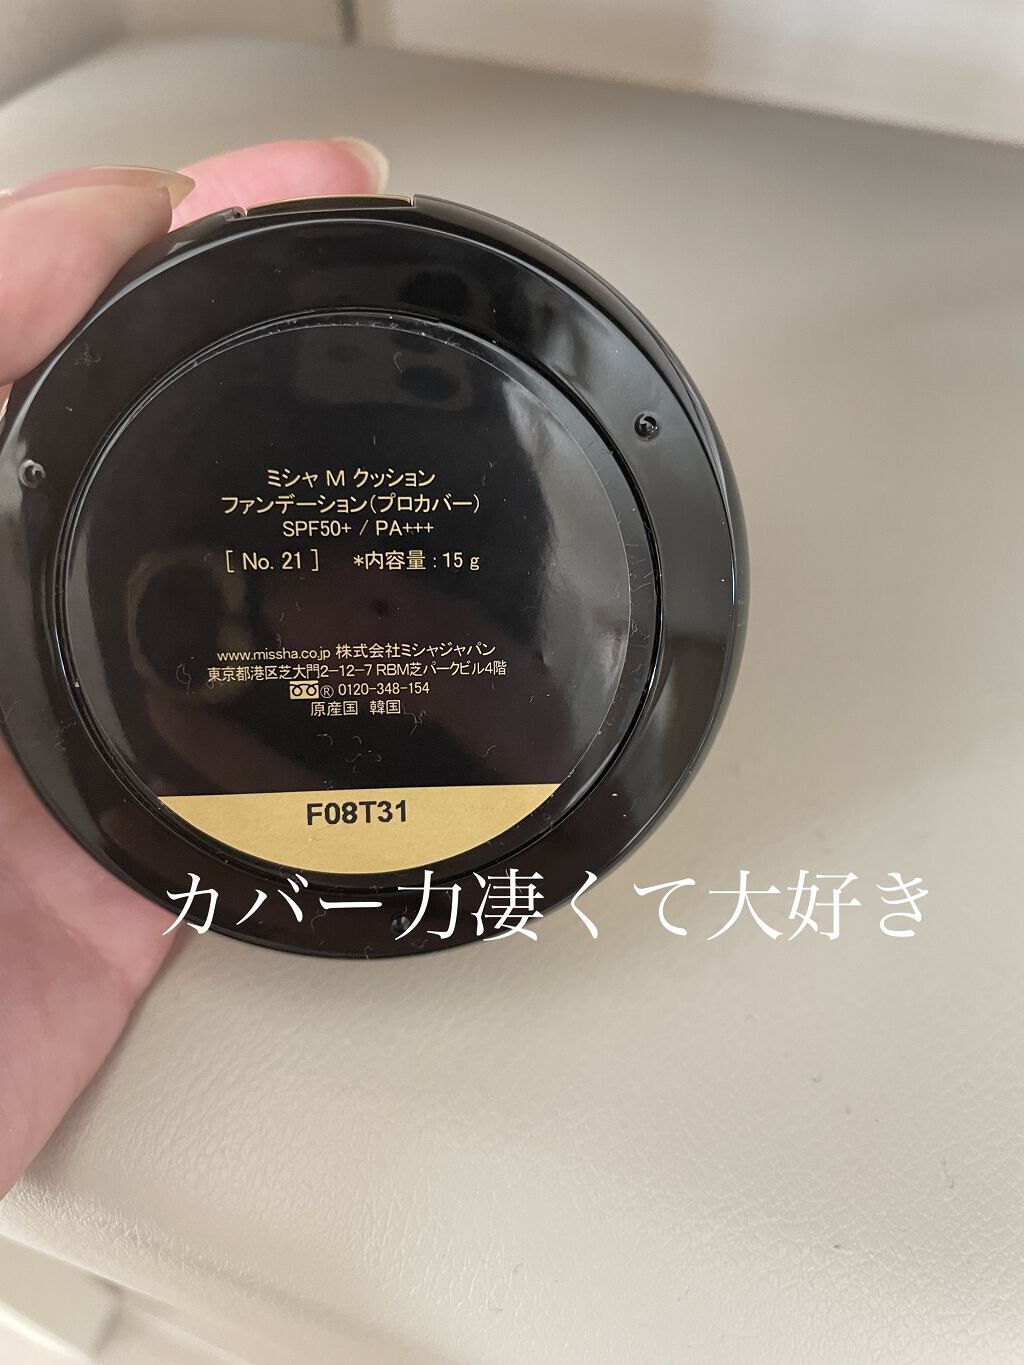 ミシャ M クッション
ファンデーション(プロカバー)
SPF50+ / PA+++
[ No. 21 ] *内容量 : 15 g
www.missha.co.jp 株式会社ミシャジャパン
東京都港区芝大門2-12-7 RBM芝パークビル4階
® 0120-348-154
原産国 韓国
F08T31
カバー力凄くて大好き